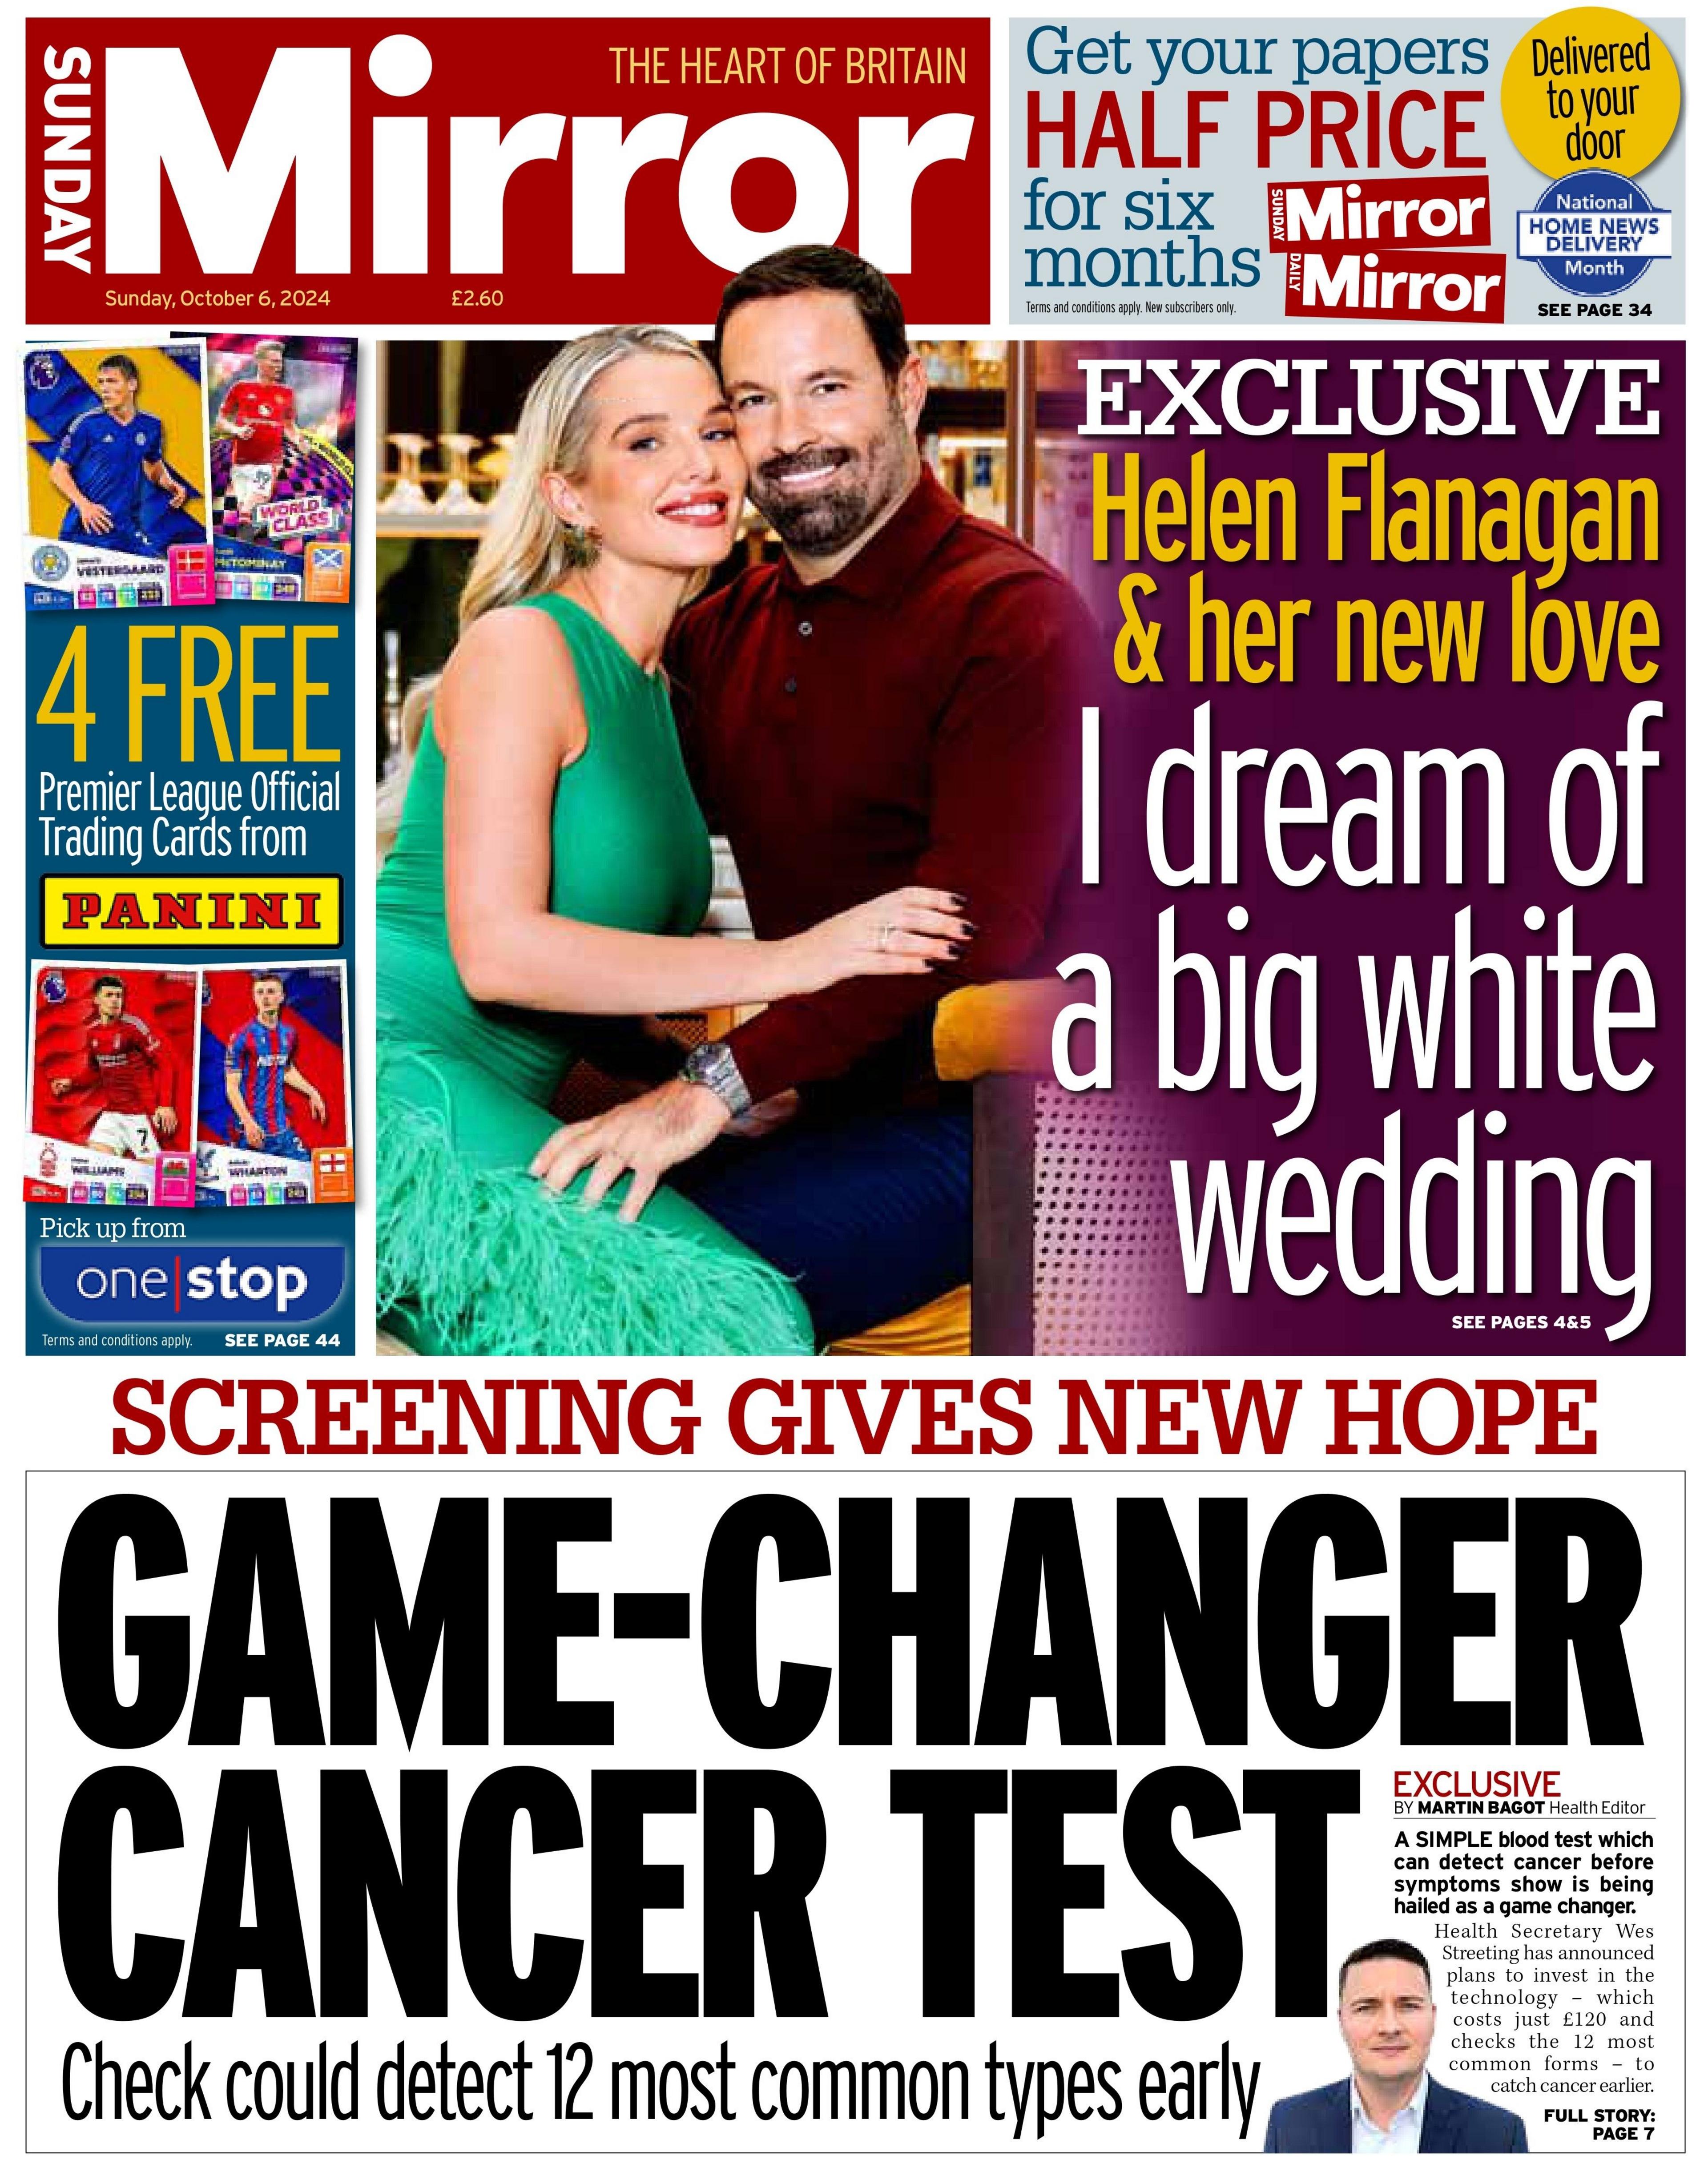 SUNDAY
Mirror
THE HEART OF BRITAIN
Sunday, October 6, 2024
£2.60
Get your papers
HALF PRICE
for six
months
Terms and conditions apply. New subscribers only.
SUNDAY Mirror
DAILY Mirror
Delivered
to your
door
National
HOME NEWS
DELIVERY
Month
SEE PAGE 34
VESTERGAARD
WORLD
CLASS
McTOMINAY
4 FREE
Premier League Official
Trading Cards from
PANINI
7
WILLIAMS
WHARTON
Pick up from
one|stop
Terms and conditions apply.
SEE PAGE 44
EXCLUSIVE
Helen Flanagan
& her new love
I dream of
a big white
wedding
SEE PAGES 4&5
SCREENING GIVES NEW HOPE
GAME-CHANGER
CANCER TEST
Check could detect 12 most common types early
EXCLUSIVE
BY MARTIN BAGOT Health Editor
A SIMPLE blood test which
can detect cancer before
symptoms show is being
hailed as a game changer.
Health Secretary Wes
Streeting has announced
plans to invest in the
technology – which
costs just £120 and
checks the 12 most
common forms – to
catch cancer earlier.
FULL STORY:
PAGE 7